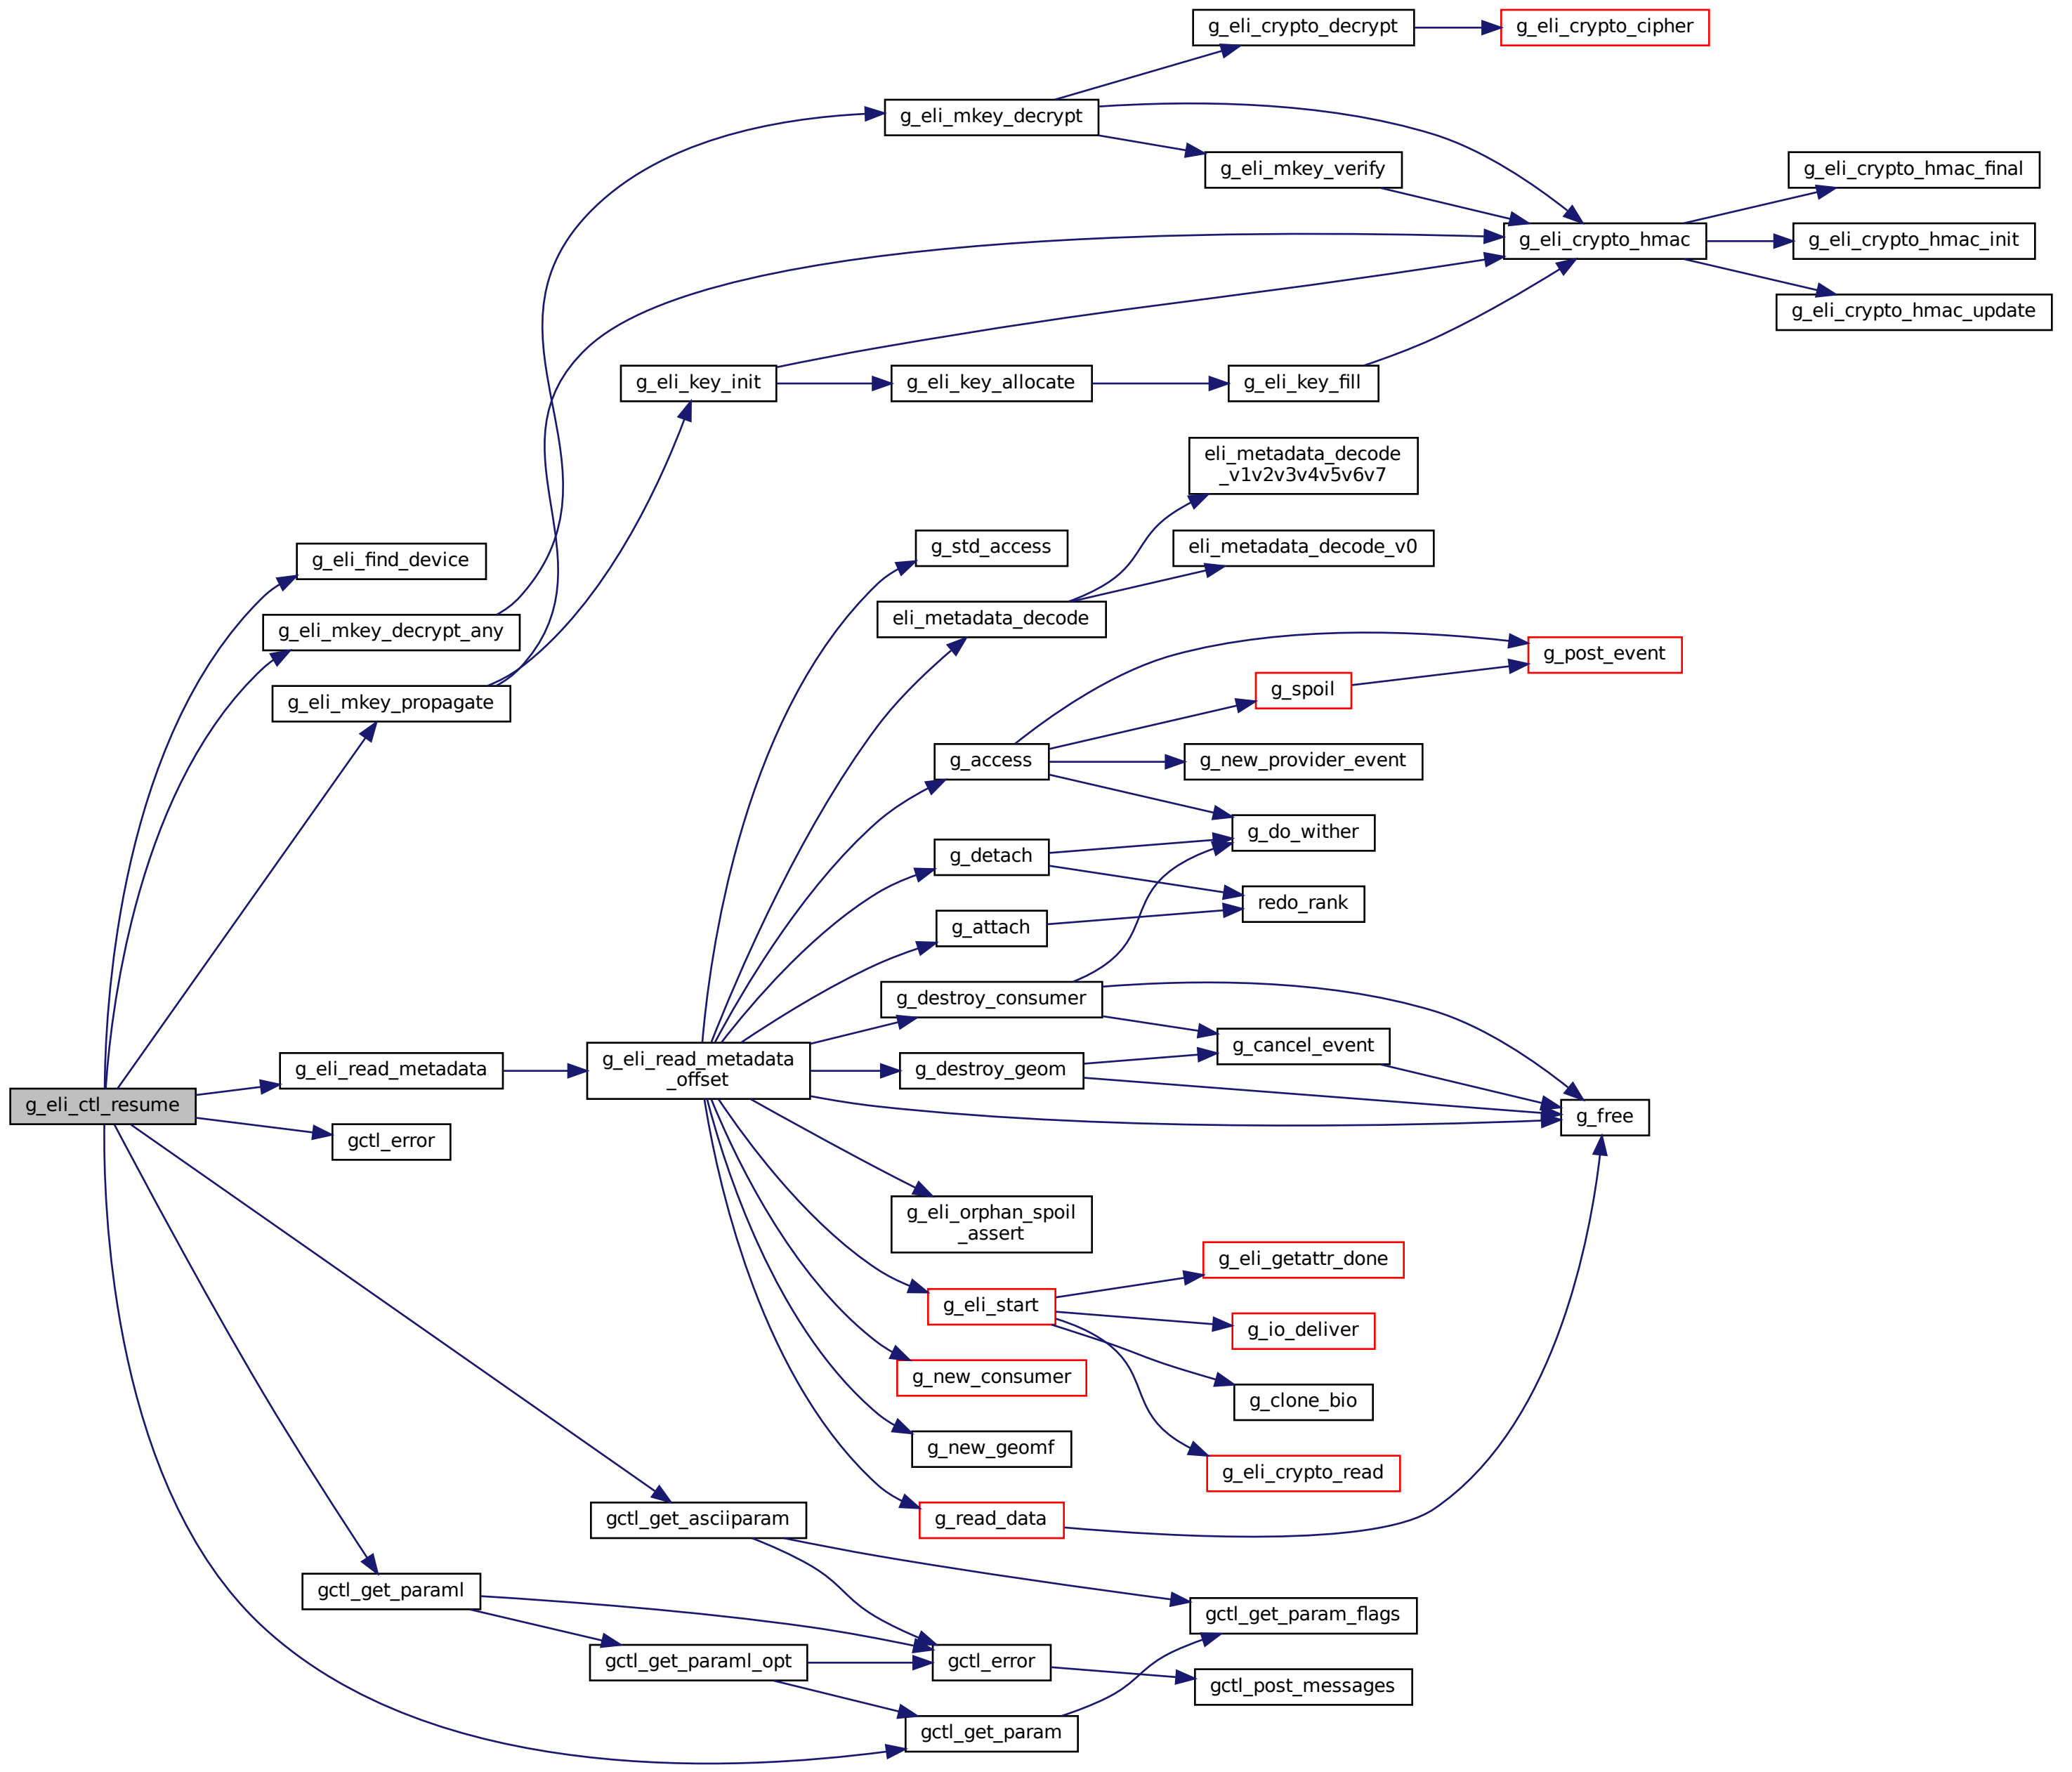 g_eli_crypto_decrypt
g_eli_crypto_cipher
g_eli_mkey_decrypt
g_eli_mkey_verify
g_eli_crypto_hmac_final
g_eli_crypto_hmac
g_eli_crypto_hmac_init
g_eli_crypto_hmac_update
g_eli_key_init
g_eli_key_allocate
g_eli_key_fill
eli_metadata_decode
_v1v2v3v4v5v6v7
g_std_access
eli_metadata_decode_v0
g_eli_find_device
eli_metadata_decode
g_eli_mkey_decrypt_any
g_post_event
g_spoil
g_eli_mkey_propagate
g_access
g_new_provider_event
g_do_wither
g_detach
redo_rank
g_attach
g_destroy_consumer
g_cancel_event
g_eli_read_metadata
g_eli_read_metadata
_offset
g_destroy_geom
g_eli_ctl_resume
g_free
gctl_error
g_eli_orphan_spoil
_assert
g_eli_getattr_done
g_eli_start
g_io_deliver
g_new_consumer
g_clone_bio
g_new_geomf
g_eli_crypto_read
gctl_get_asciiparam
g_read_data
gctl_get_paraml
gctl_get_param_flags
gctl_get_paraml_opt
gctl_error
gctl_post_messages
gctl_get_param